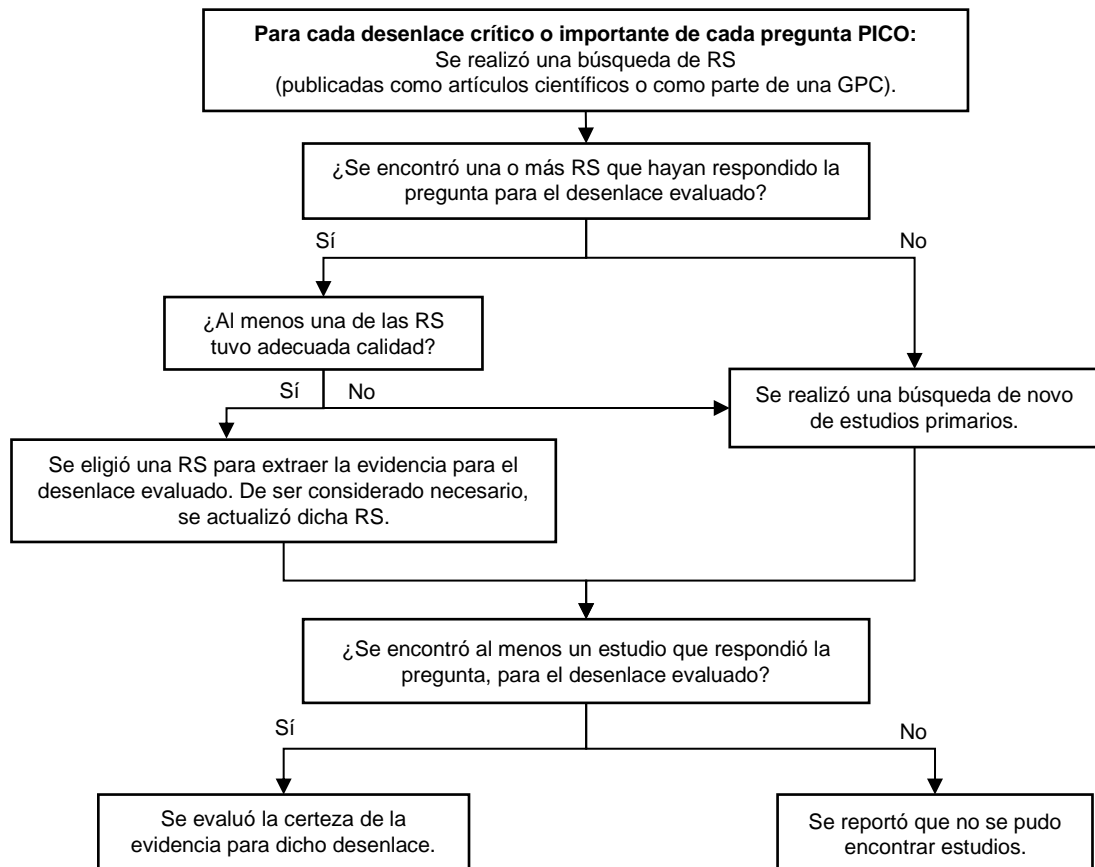 Para cada desenlace crítico o importante de cada pregunta PICO:
Se realizó una búsqueda de RS
(publicadas como artículos científicos o como parte de una GPC).
¿Se encontró una o más RS que hayan respondido la
pregunta para el desenlace evaluado?
Sí
No
¿Al menos una de las RS
tuvo adecuada calidad?
Sí
No
Se realizó una búsqueda de novo
de estudios primarios.
Se eligió una RS para extraer la evidencia para el
desenlace evaluado. De ser considerado necesario,
se actualizó dicha RS.
¿Se encontró al menos un estudio que respondió la
pregunta, para el desenlace evaluado?
Sí
No
Se evaluó la certeza de la
evidencia para dicho desenlace.
Se reportó que no se pudo
encontrar estudios.